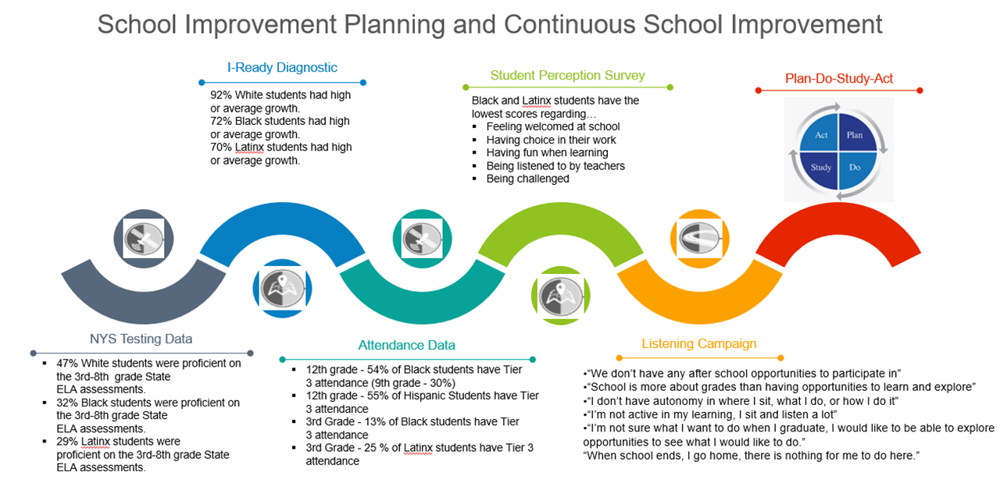 School Improvement Planning and Continuous School Improvement
I-Ready Diagnostic
92% White students had high
or average growth.
72% Black students had high
or average growth.
70% Latinx students had high
or average growth.
Student Perception Survey
Black and Latinx students have the
lowest scores regarding…
▪ Feeling welcomed at school
▪ Having choice in their work
▪ Having fun when learning
▪ Being listened to by teachers
▪ Being challenged
Plan-Do-Study-Act
Act
Plan
Study
Do
NYS Testing Data
▪ 47% White students were proficient on
the 3rd-8th grade State
ELA assessments.
▪ 32% Black students were proficient on
the 3rd-8th grade State
ELA assessments.
▪ 29% Latinx students were
proficient on the 3rd-8th grade State
ELA assessments.
Attendance Data
▪ 12th grade - 54% of Black students have Tier
3 attendance (9th grade - 30%)
▪ 12th grade - 55% of Hispanic Students have Tier
3 attendance
▪ 3rd Grade - 13% of Black students have Tier
3 attendance
▪ 3rd Grade - 25 % of Latinx students have Tier 3
attendance
Listening Campaign
•“We don’t have any after school opportunities to participate in”
•“School is more about grades than having opportunities to learn and explore”
•“I don’t have autonomy in where I sit, what I do, or how I do it”
•“I’m not active in my learning, I sit and listen a lot”
•“I’m not sure what I want to do when I graduate, I would like to be able to explore
opportunities to see what I would like to do.”
“When school ends, I go home, there is nothing for me to do here.”